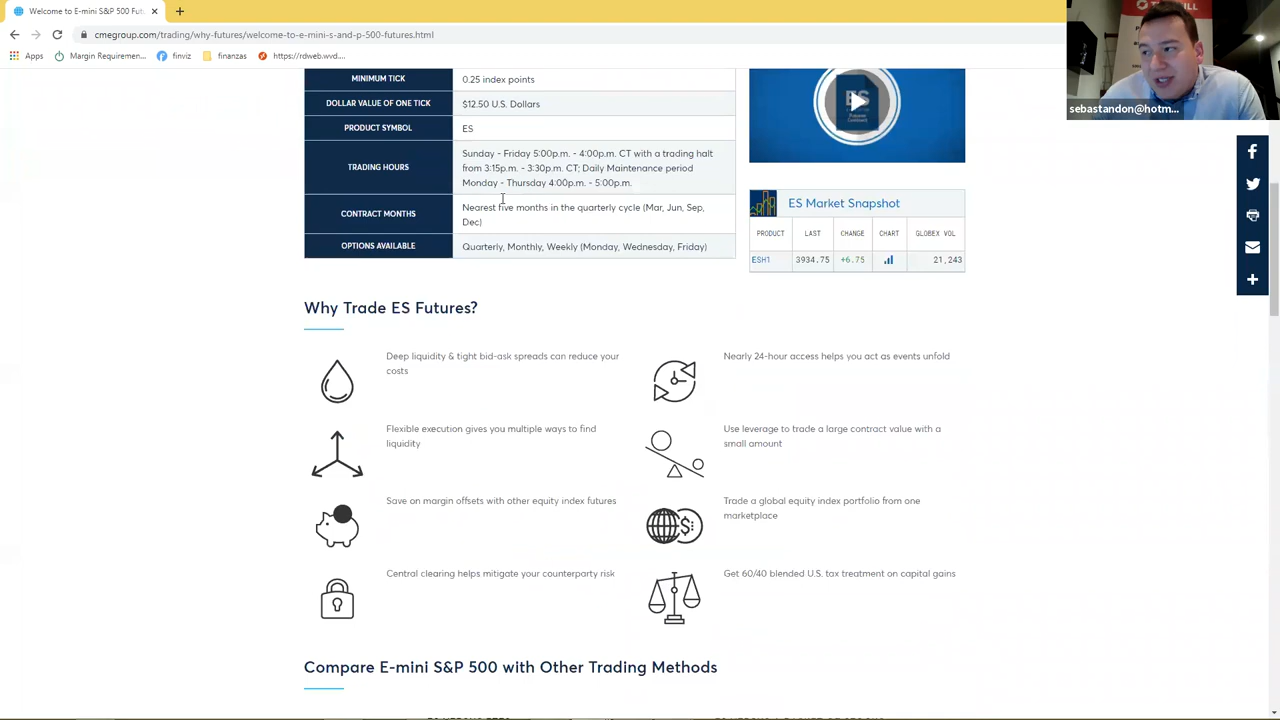 Welcome to E-mini S&P 500 Futu
cmegroup.com/trading/why-futures/welcome-to-e-mini-s-and-p-500-futures.html
Apps
Margin Requiremen...
finviz
finanzas
https://rdweb.wvd....
sebastandon@hotm...
MINIMUM TICK
0.25 index points
DOLLAR VALUE OF ONE TICK
$12.50 U.S. Dollars
PRODUCT SYMBOL
ES
TRADING HOURS
Sunday - Friday 5:00p.m. - 4:00p.m. CT with a trading halt
from 3:15p.m. - 3:30p.m. CT; Daily Maintenance period
Monday - Thursday 4:00p.m. - 5:00p.m.
CONTRACT MONTHS
Nearest five months in the quarterly cycle (Mar, Jun, Sep,
Dec)
OPTIONS AVAILABLE
Quarterly, Monthly, Weekly (Monday, Wednesday, Friday)
ES
ES Market Snapshot
PRODUCT LAST CHANGE CHART GLOBEX VOL
ESH1 3934.75 +6.75 21,243
Why Trade ES Futures?
Deep liquidity & tight bid-ask spreads can reduce your
costs
Nearly 24-hour access helps you act as events unfold
Flexible execution gives you multiple ways to find
liquidity
Use leverage to trade a large contract value with a
small amount
Save on margin offsets with other equity index futures
Trade a global equity index portfolio from one
marketplace
Central clearing helps mitigate your counterparty risk
Get 60/40 blended U.S. tax treatment on capital gains
Compare E-mini S&P 500 with Other Trading Methods